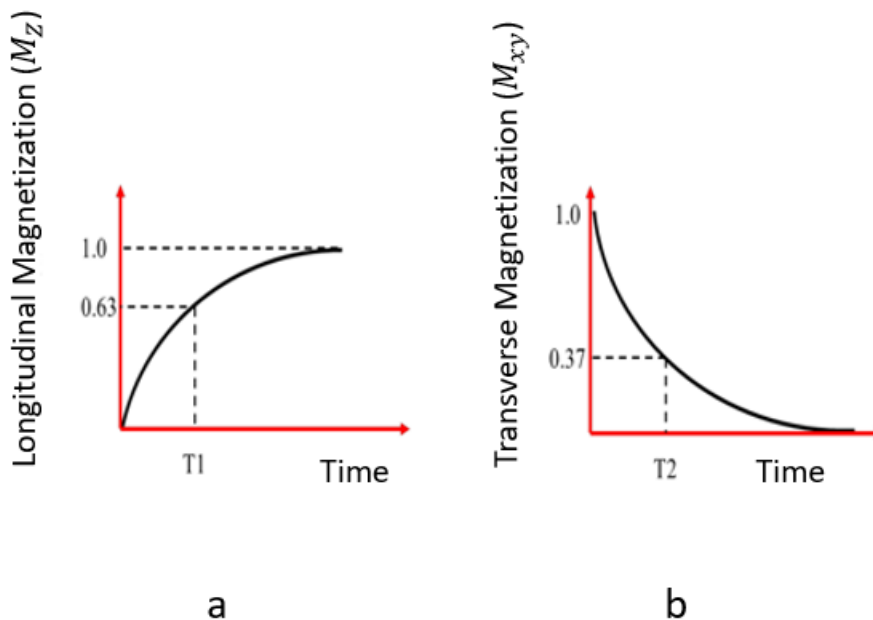 Longitudinal Magnetization (M_Z)
1.0
0.63
T1
Time
a
Transverse Magnetization (M_xy)
1.0
0.37
T2
Time
b